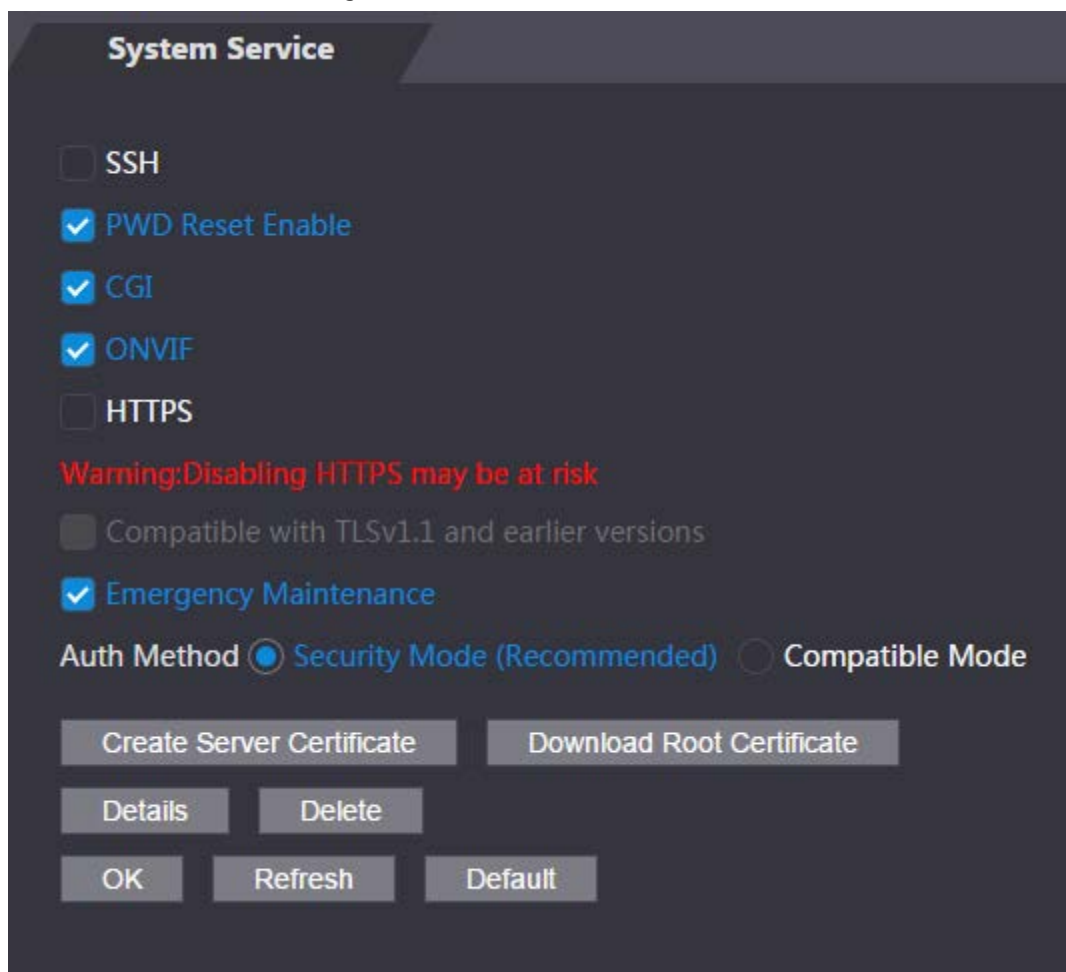 System Service
SSH
PWD Reset Enable
CGI
ONVIF
HTTPS
Warning:Disabling HTTPS may be at risk
Compatible with TLSv1.1 and earlier versions
Emergency Maintenance
Auth Method Security Mode (Recommended) Compatible Mode
Create Server Certificate Download Root Certificate
Details Delete
OK Refresh Default